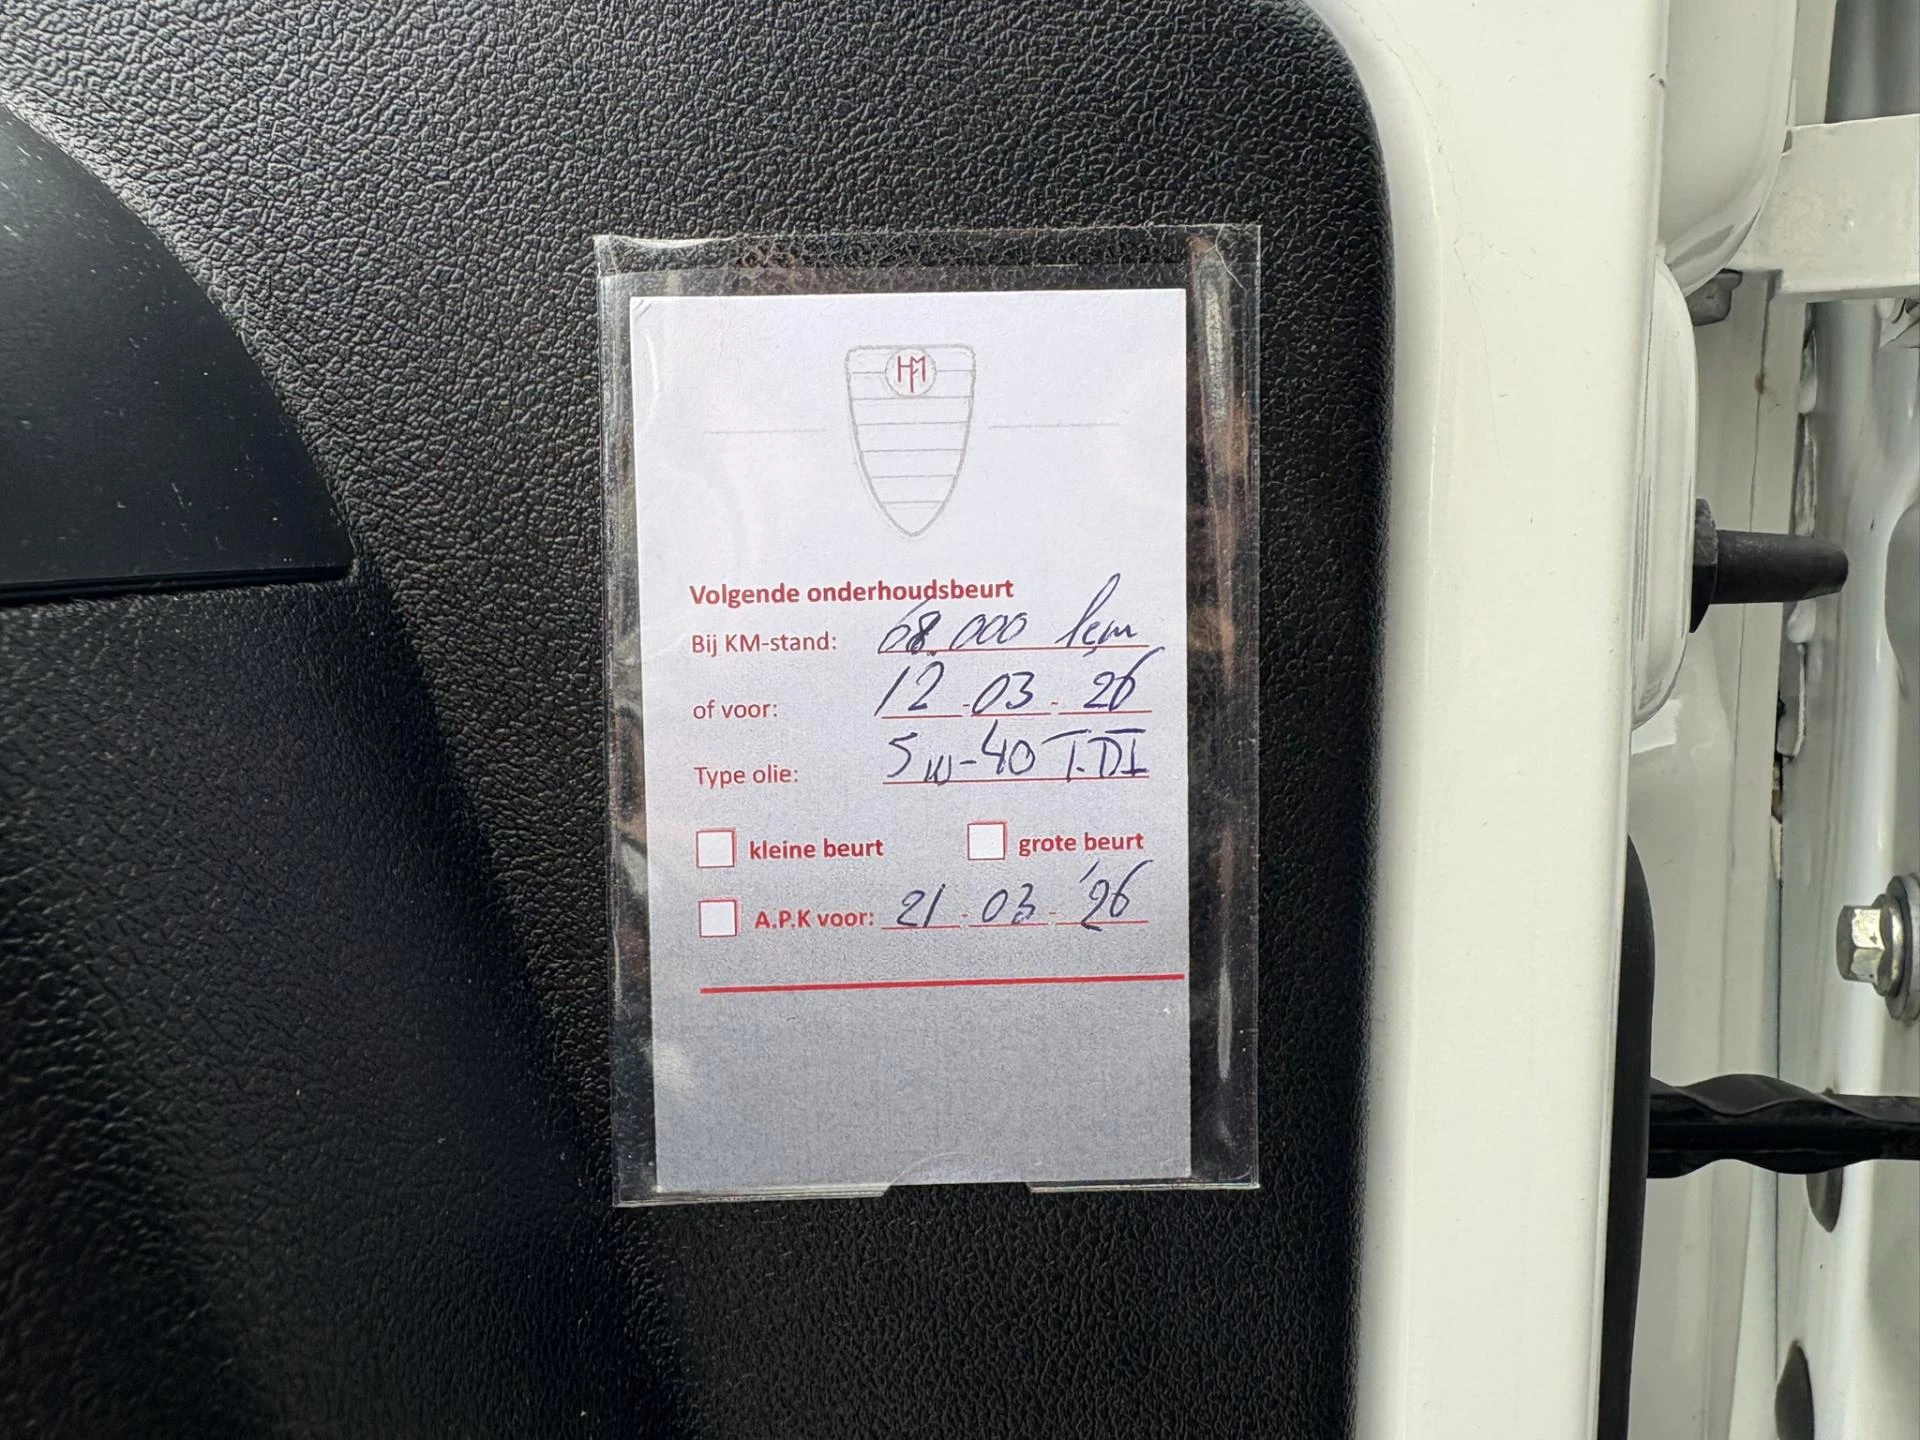 HM
Volgende onderhoudsbeurt
Bij KM-stand: 68.000 km
of voor: 12-03-26
Type olie: 5w-40 TDI
kleine beurt grote beurt
A.P.K voor: 21-03-'26